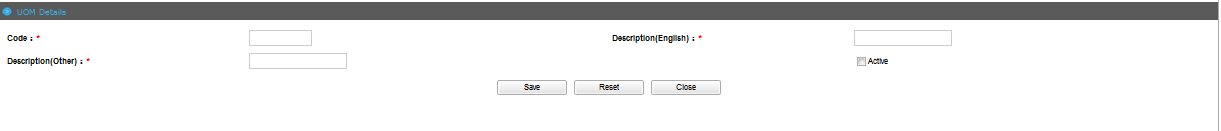 UOM Details
Code : * Description(English) : *
Description(Other) : * Active
Save Reset Close